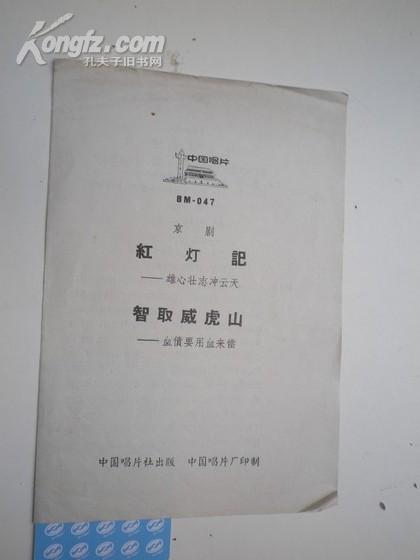 Kongfz.com
孔夫子旧书网
中国唱片
BM-047
京 剧
紅 灯 記
——雄心壮志冲云天
智取威虎山
——血债要用血来偿
中国唱片社出版 中国唱片厂印制